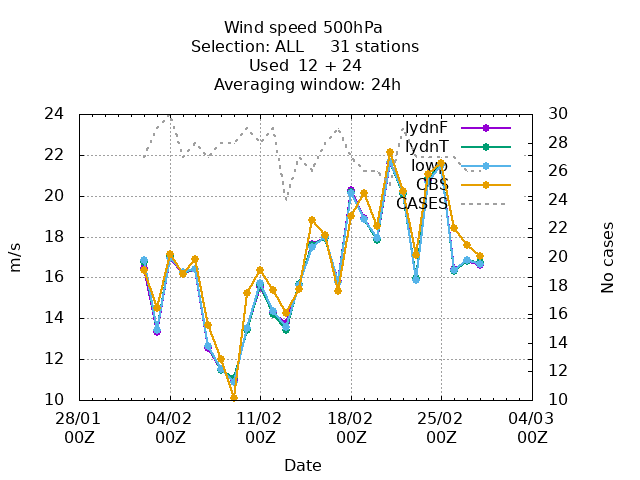 Wind speed 500hPa
Selection: ALL 31 stations
Used 12 + 24
Averaging window: 24h
24 30
lydnF
28
22 lydnT
26
lowp
20 OBS 24
CASES
22
18
20
m/s
No cases
16 18
16
14
14
12
12
10 10
28/01 04/02 11/02 18/02 25/02 04/03
00Z 00Z 00Z 00Z 00Z 00Z
Date